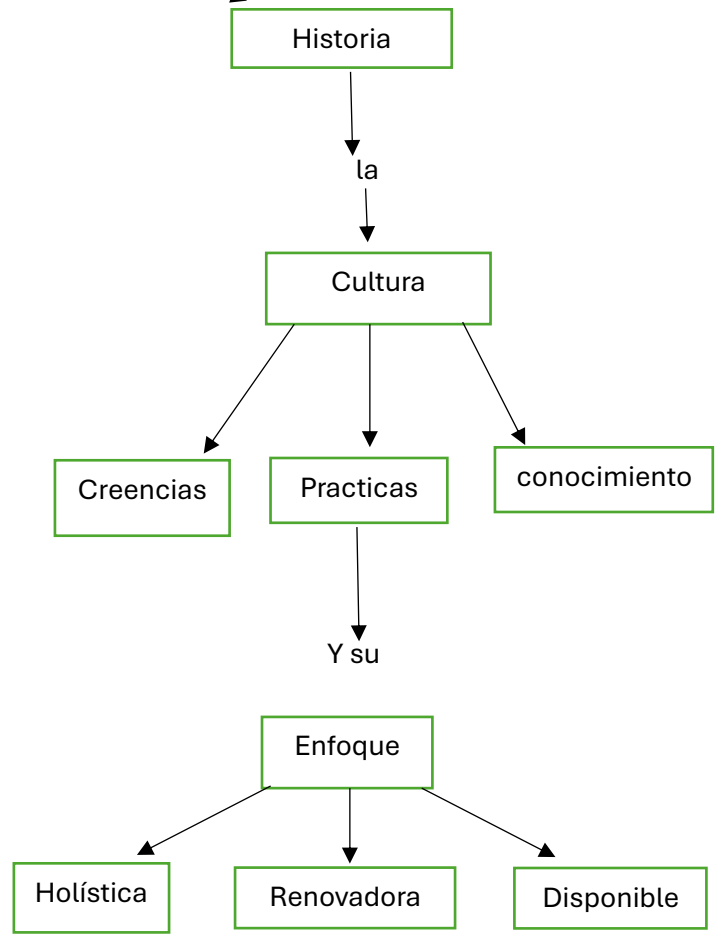 Historia
la
Cultura
Creencias
Practicas
conocimiento
Y su
Enfoque
Holística
Renovadora
Disponible